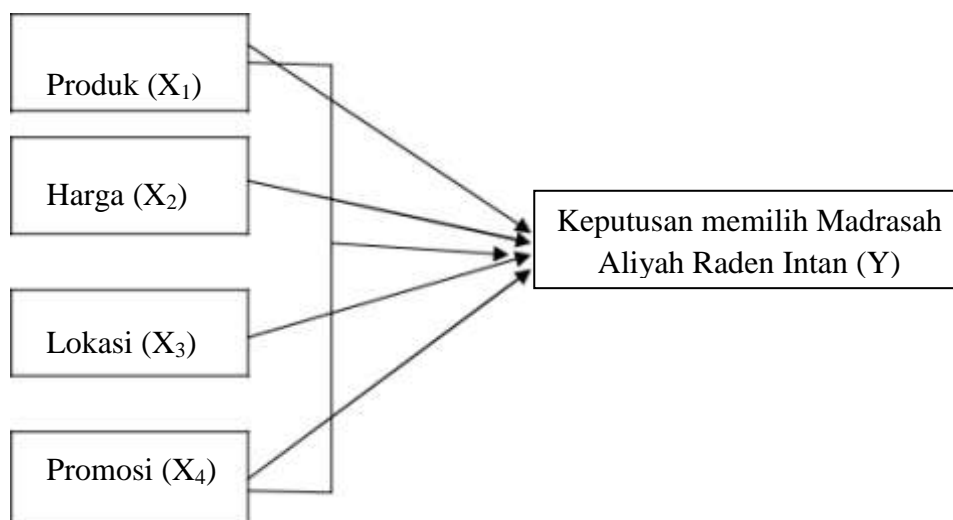 Produk (X₁)
Harga (X₂)
Lokasi (X₃)
Promosi (X₄)
Keputusan memilih Madrasah
Aliyah Raden Intan (Y)